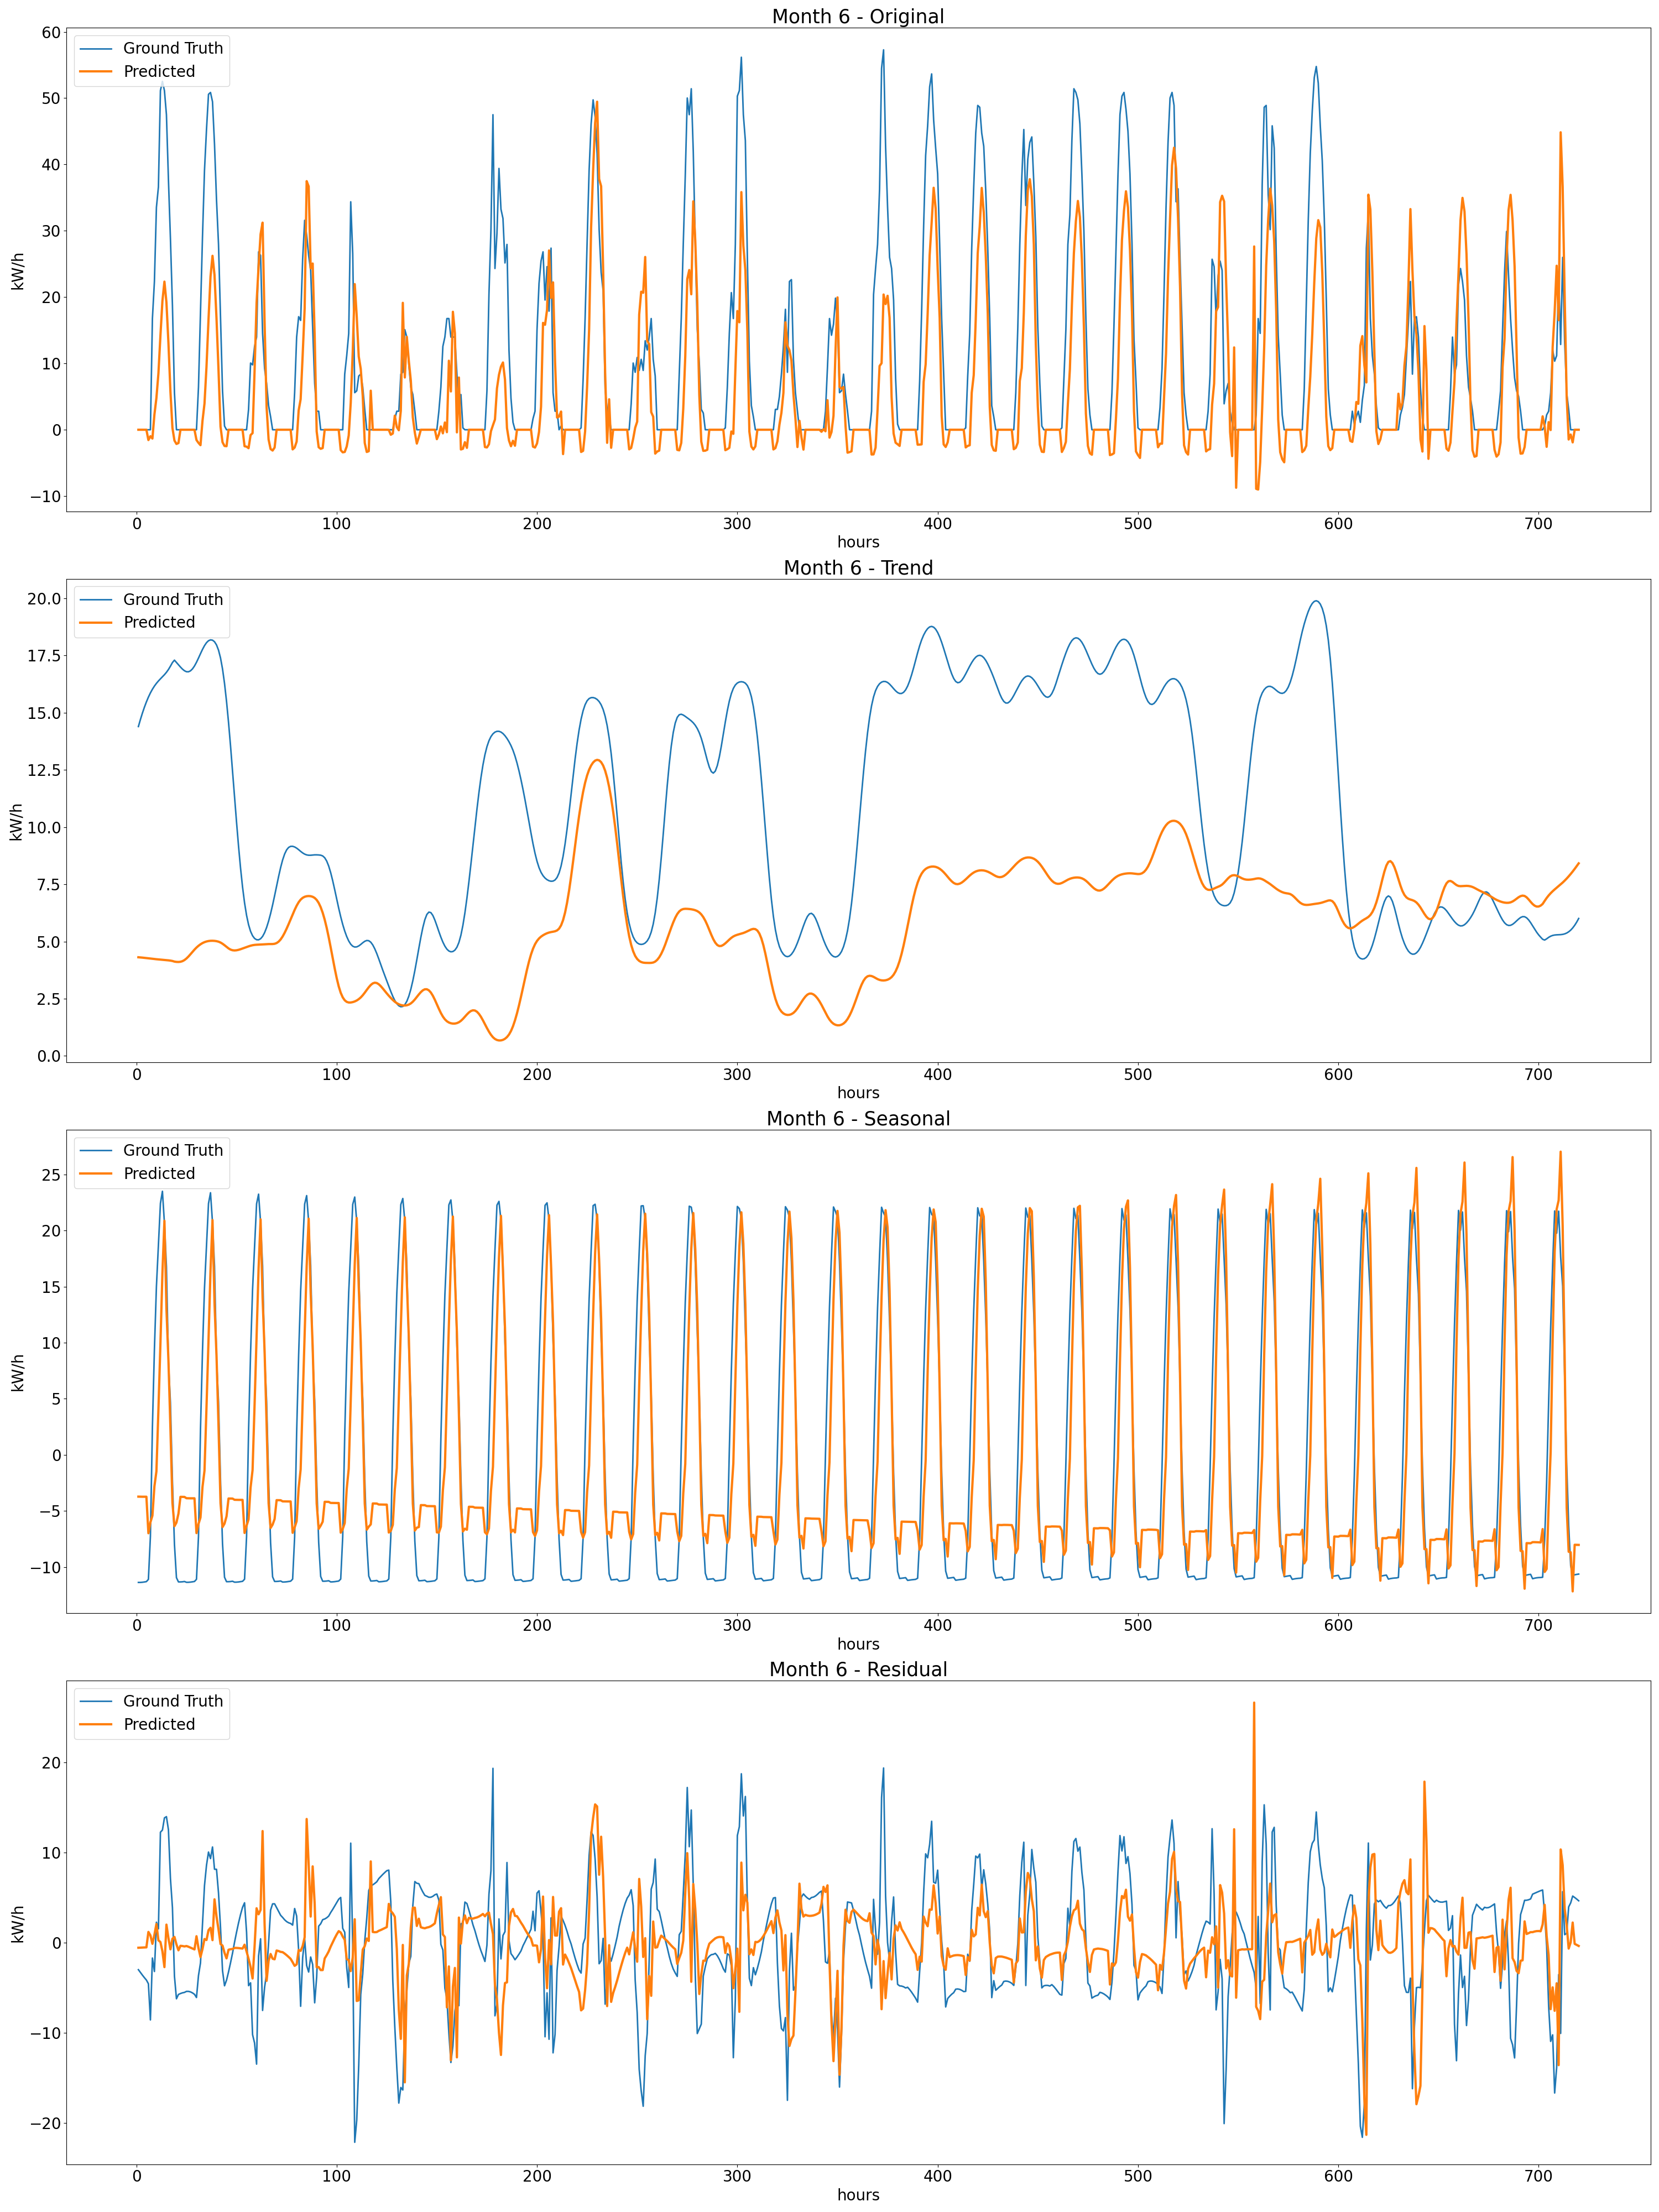 Month 6 - Original
Ground Truth
Predicted
60
50
40
30
20
10
0
−10
kW/h
0 100 200 300 400 500 600 700
hours
Month 6 - Trend
Ground Truth
Predicted
20.0
17.5
15.0
12.5
10.0
7.5
5.0
2.5
0.0
kW/h
0 100 200 300 400 500 600 700
hours
Month 6 - Seasonal
Ground Truth
Predicted
25
20
15
10
5
0
−5
−10
kW/h
0 100 200 300 400 500 600 700
hours
Month 6 - Residual
Ground Truth
Predicted
20
10
0
−10
−20
kW/h
0 100 200 300 400 500 600 700
hours